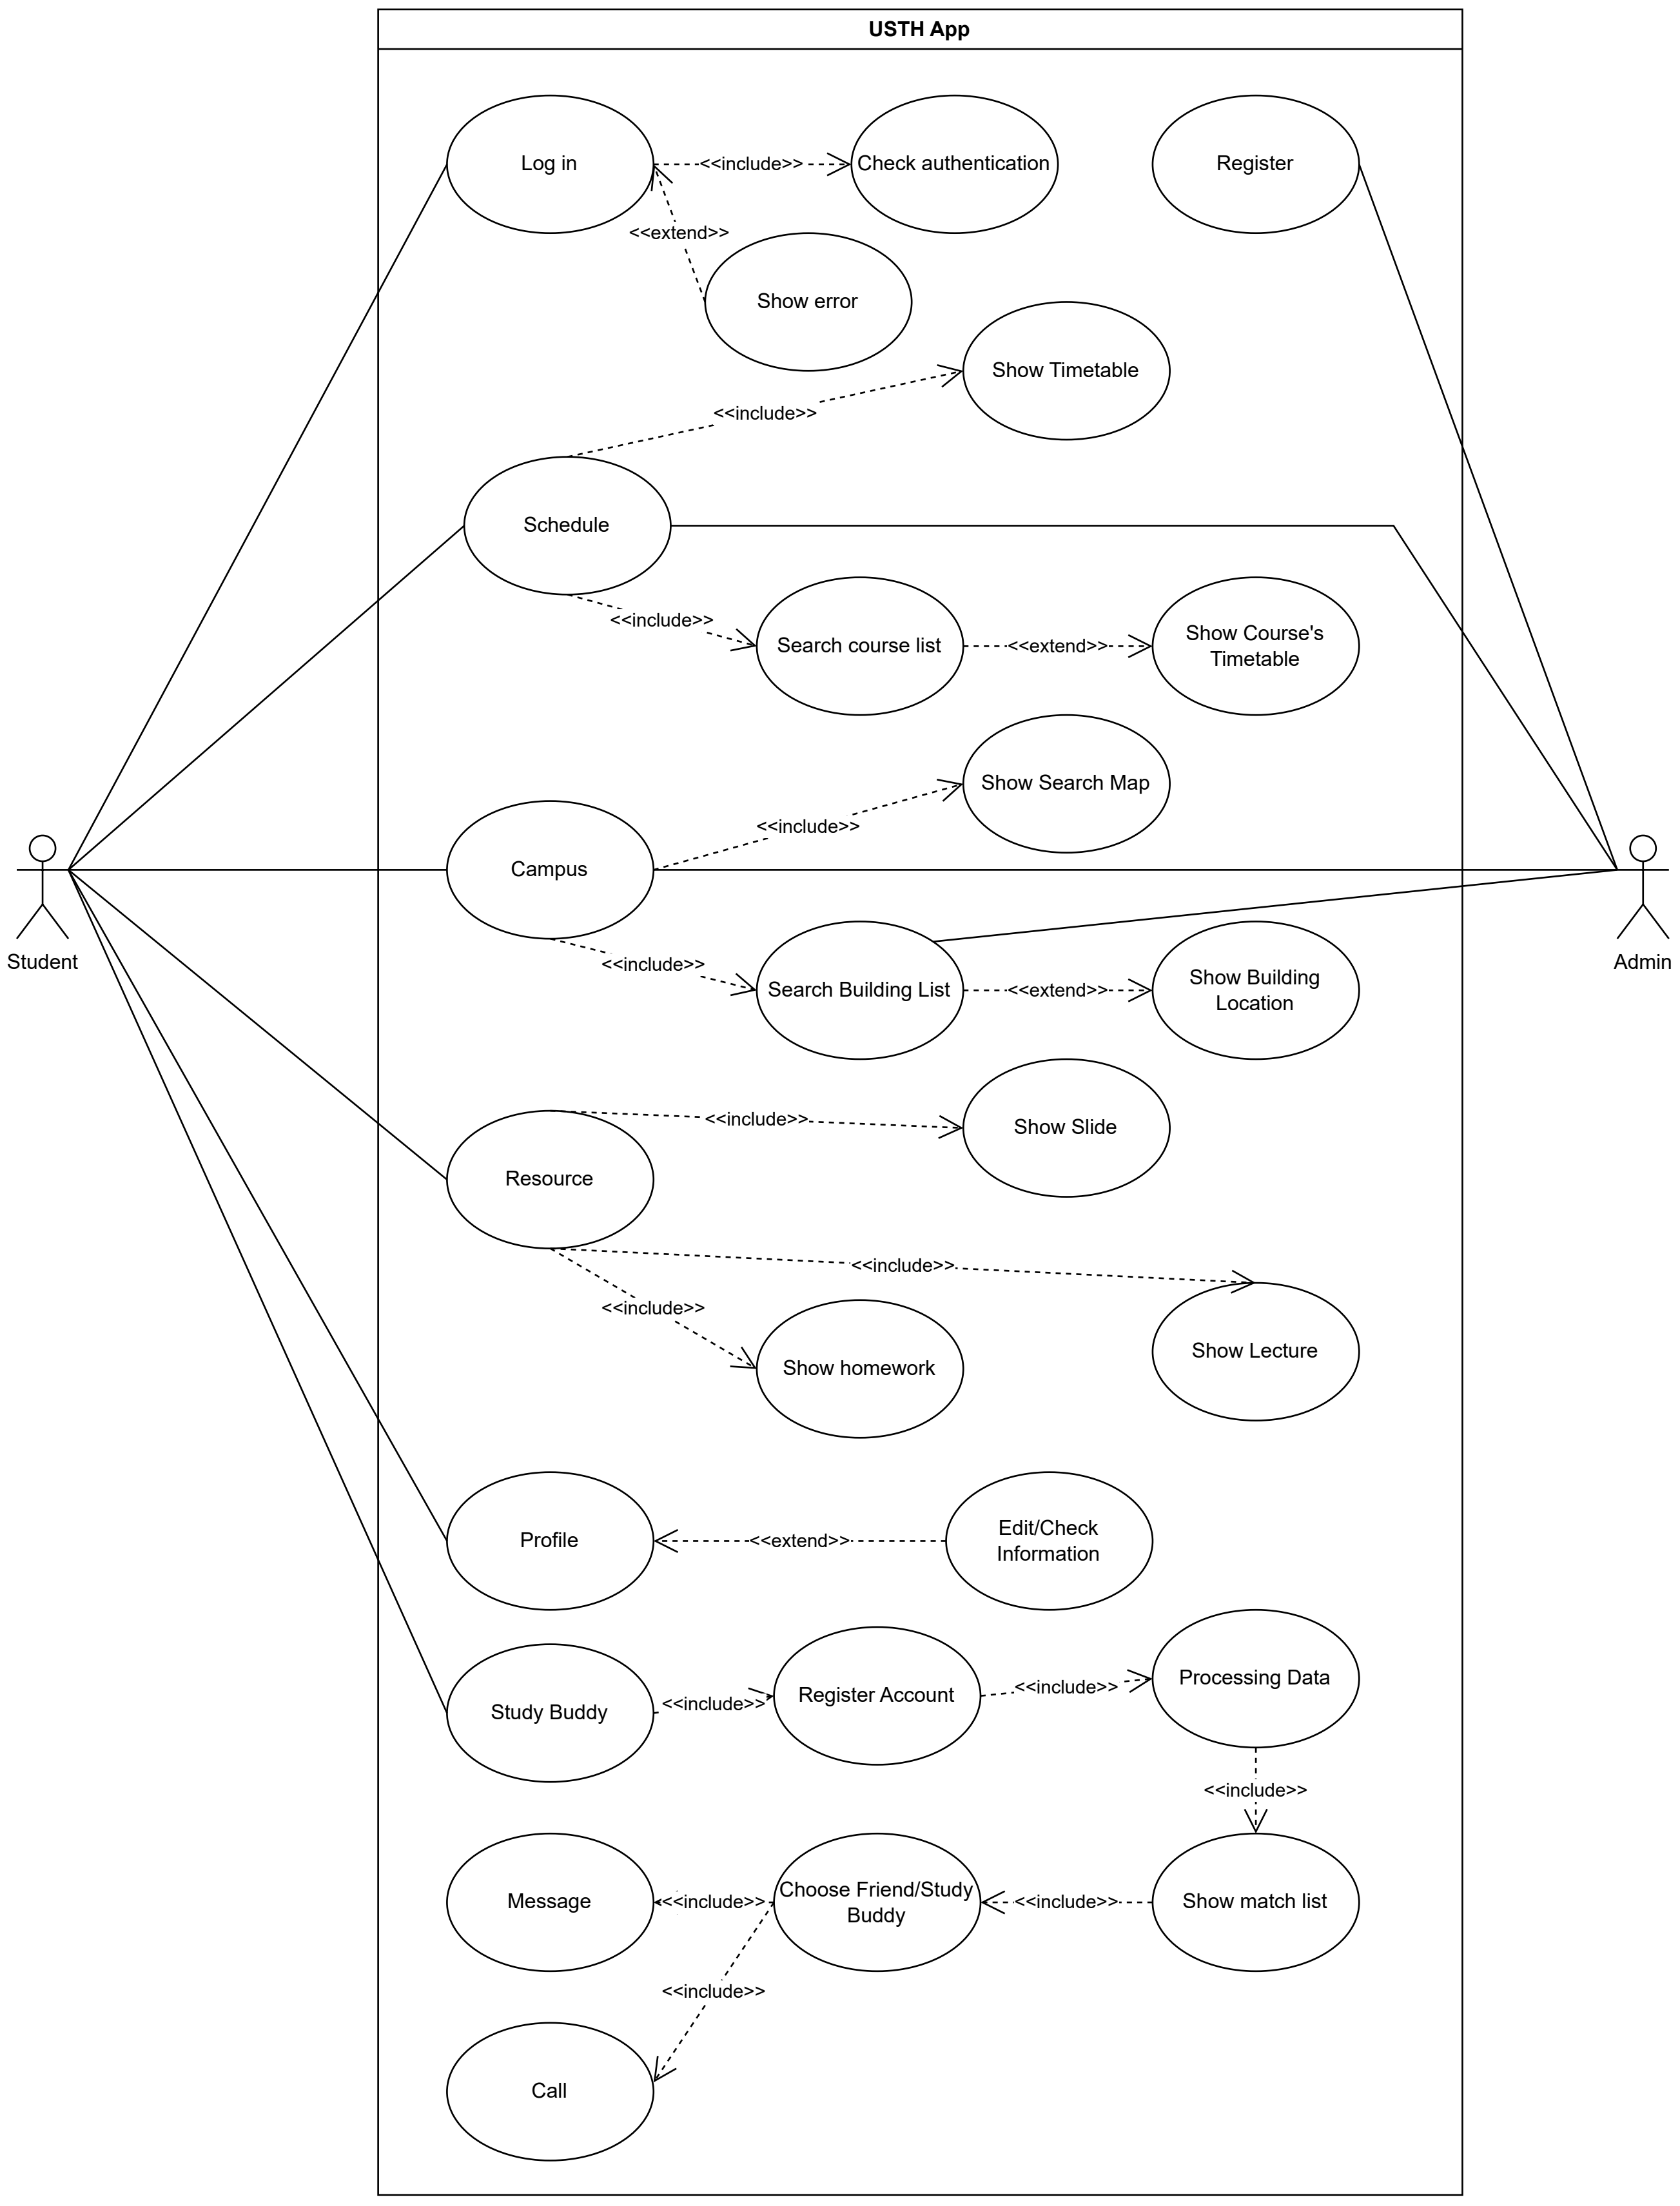 USTH App
Log in
<<include>>
Check authentication
Register
<<extend>>
Show error
Show Timetable
<<include>>
Schedule
<<include>>
Search course list
<<extend>>
Show Course's
Timetable
Show Search Map
<<include>>
Campus
Student
Admin
<<include>>
Search Building List
<<extend>>
Show Building
Location
<<include>>
Show Slide
Resource
<<include>>
<<include>>
Show homework
Show Lecture
Profile
<<extend>>
Edit/Check
Information
Study Buddy
<<include>>
Register Account
<<include>>
Processing Data
<<include>>
Message
<<include>>
Choose Friend/Study
Buddy
<<include>>
Show match list
<<include>>
Call